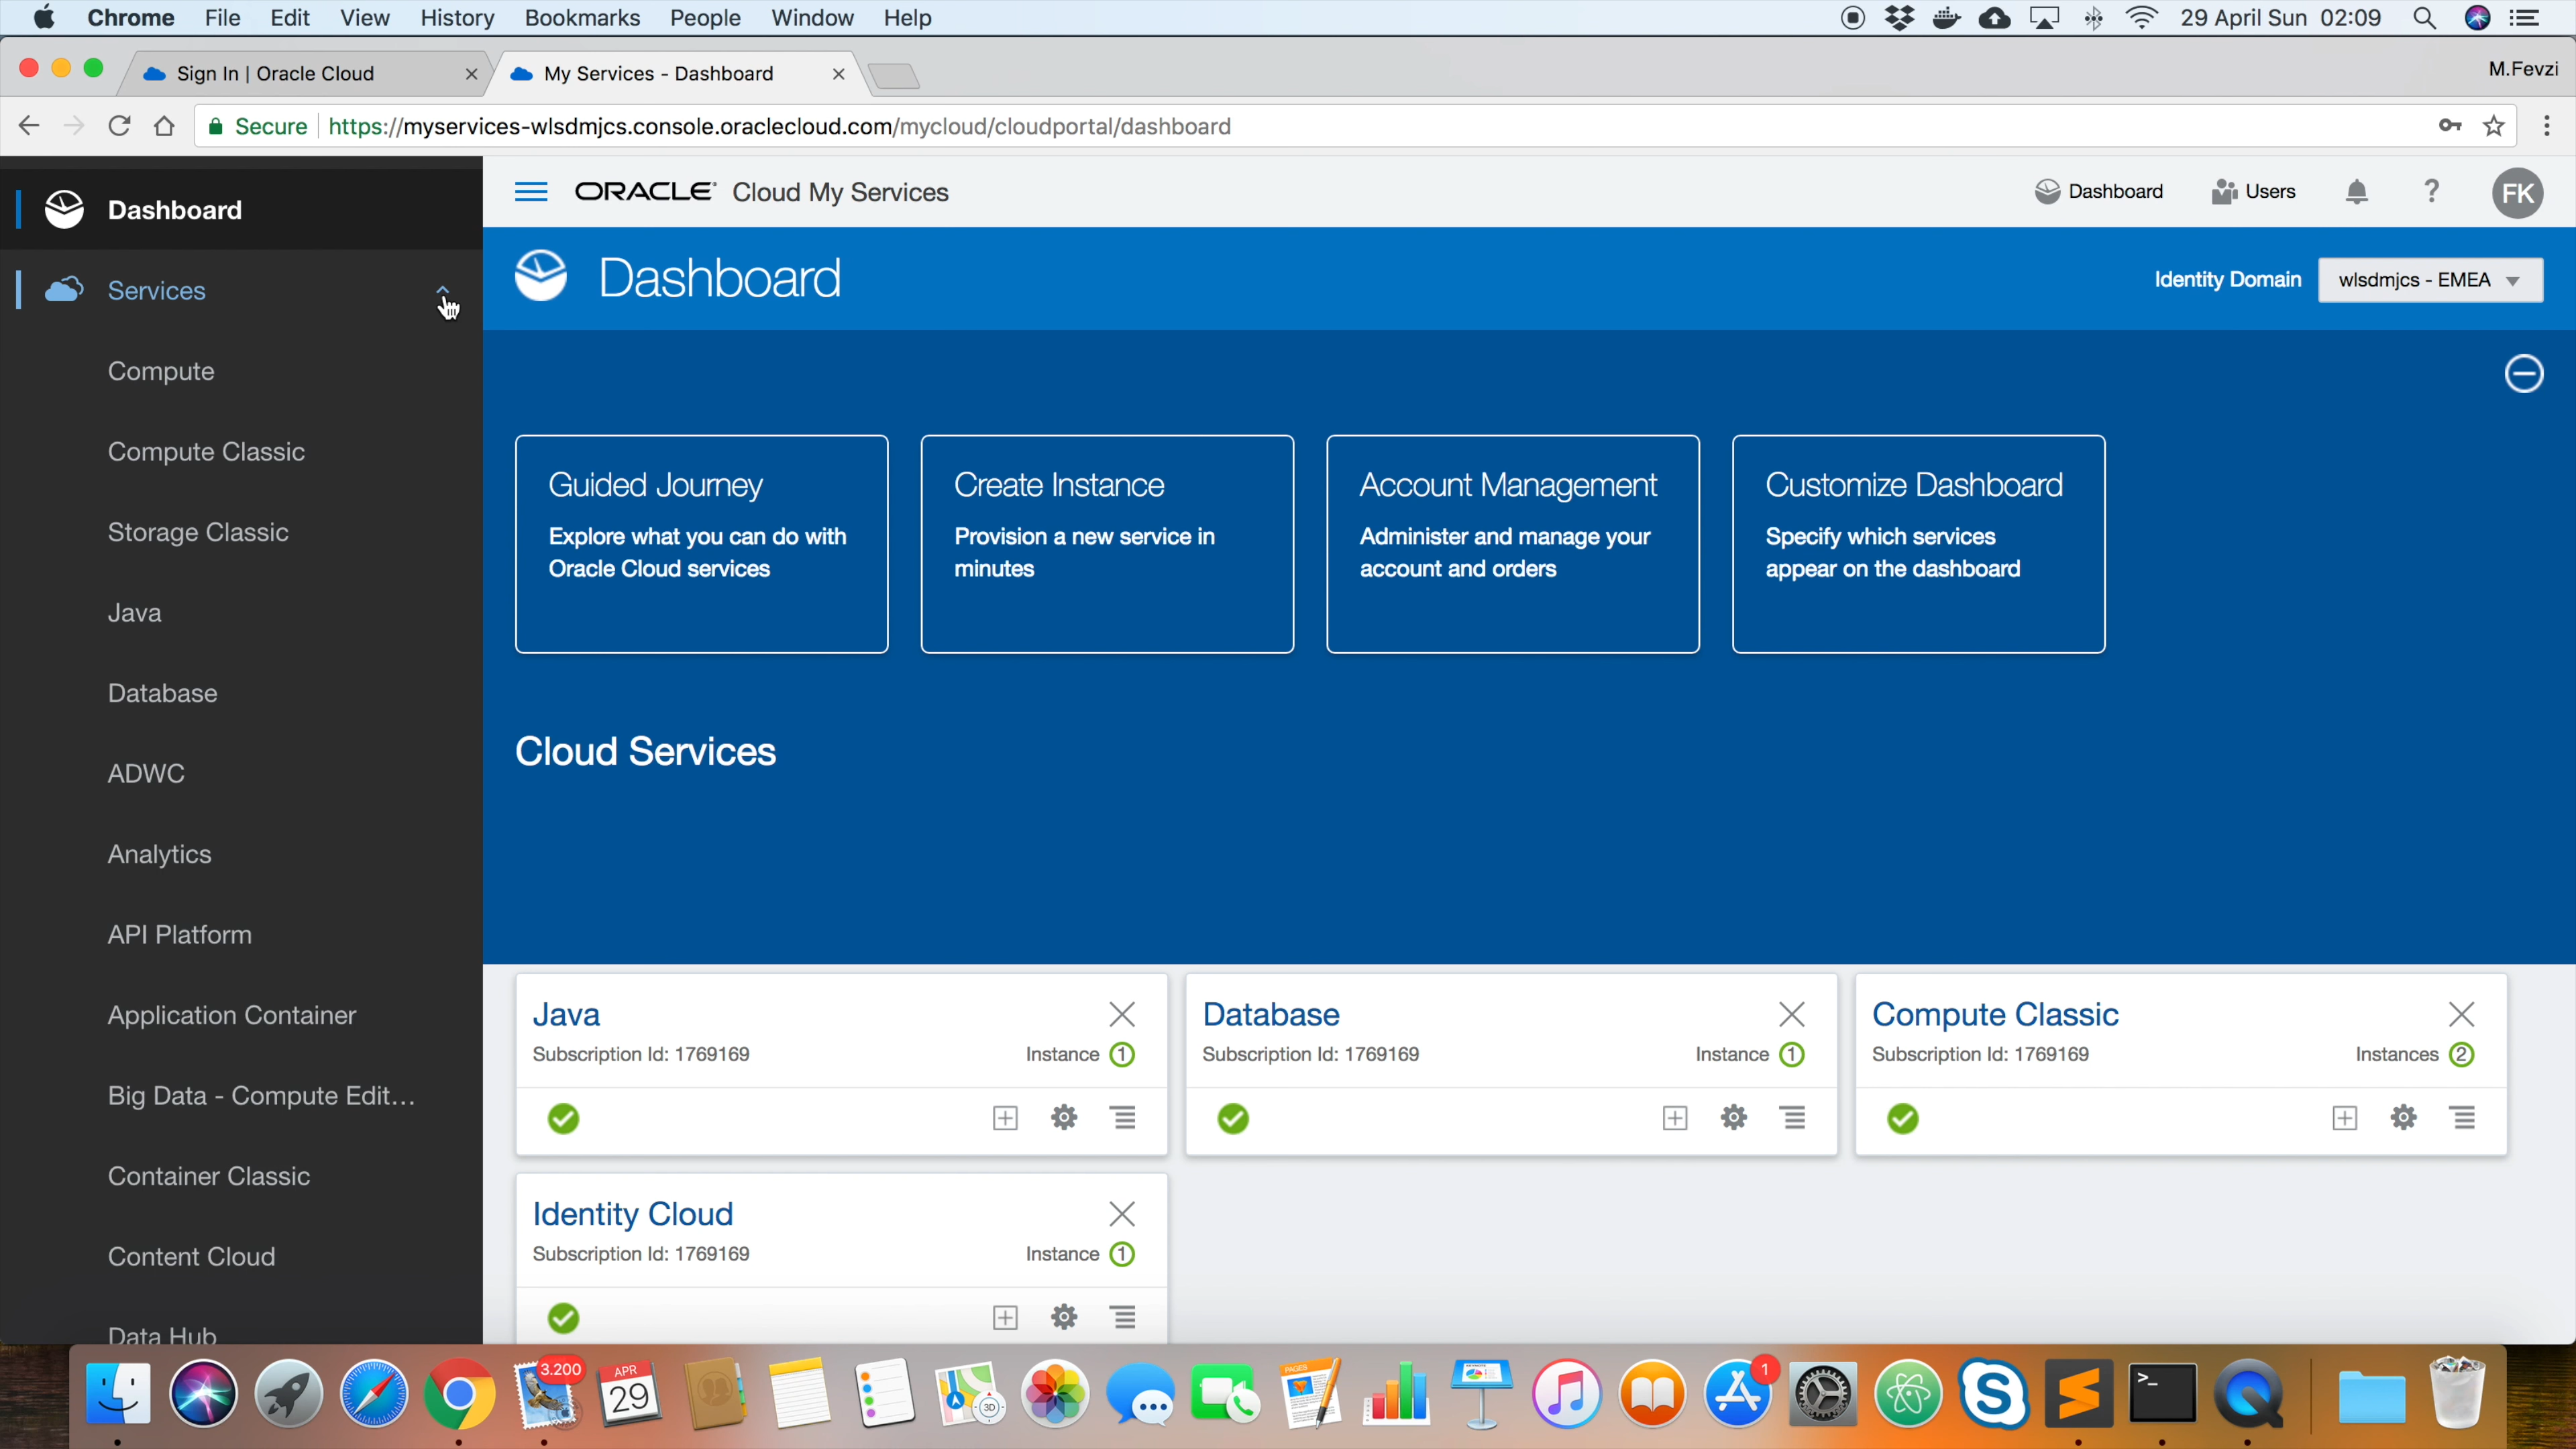 Chrome File Edit View History Bookmarks People Window Help 29 April Sun 02:09
Sign In | Oracle Cloud My Services - Dashboard M.Fevzi
Secure https://myservices-wlsdmjcs.console.oraclecloud.com/mycloud/cloudportal/dashboard
Dashboard
Services
Compute
Compute Classic
Storage Classic
Java
Database
ADWC
Analytics
API Platform
Application Container
Big Data - Compute Edit...
Container Classic
Content Cloud
Data Hub
ORACLE Cloud My Services Dashboard Users ? FK
Dashboard Identity Domain wlsdmjcs - EMEA
Guided Journey
Explore what you can do with
Oracle Cloud services
Create Instance
Provision a new service in
minutes
Account Management
Administer and manage your
account and orders
Customize Dashboard
Specify which services
appear on the dashboard
Cloud Services
Java
Subscription Id: 1769169 Instance 1
Database
Subscription Id: 1769169 Instance 1
Compute Classic
Subscription Id: 1769169 Instances 2
Identity Cloud
Subscription Id: 1769169 Instance 1
3.200
APR
29
3D
PAGES
1
>_